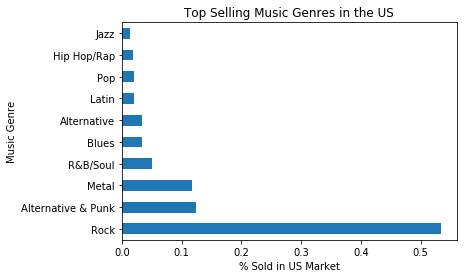 Top Selling Music Genres in the US
Music Genre
Jazz
Hip Hop/Rap
Pop
Latin
Alternative
Blues
R&B/Soul
Metal
Alternative & Punk
Rock
0.0 0.1 0.2 0.3 0.4 0.5
% Sold in US Market